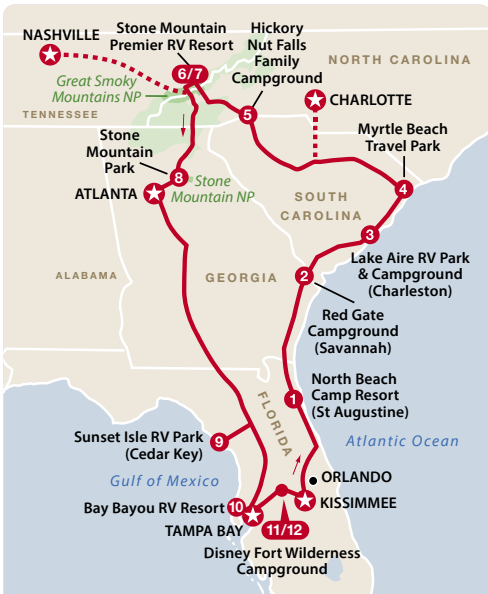 NASHVILLE
Stone Mountain
Premier RV Resort
6/7
Hickory
Nut Falls
Family
Campground
NORTH CAROLINA
Great Smoky
Mountains NP
TENNESSEE
5
CHARLOTTE
Myrtle Beach
Travel Park
Stone
Mountain
Park
8
Stone
Mountain NP
ATLANTA
4
SOUTH
CAROLINA
3
Lake Aire RV Park
& Campground
(Charleston)
ALABAMA
GEORGIA
2
Red Gate
Campground
(Savannah)
North Beach
Camp Resort
(St Augustine)
1
FLORIDA
Sunset Isle RV Park
(Cedar Key)
9
Atlantic Ocean
Gulf of Mexico
ORLANDO
KISSIMMEE
Bay Bayou RV Resort
10
TAMPA BAY
11/12
Disney Fort Wilderness
Campground